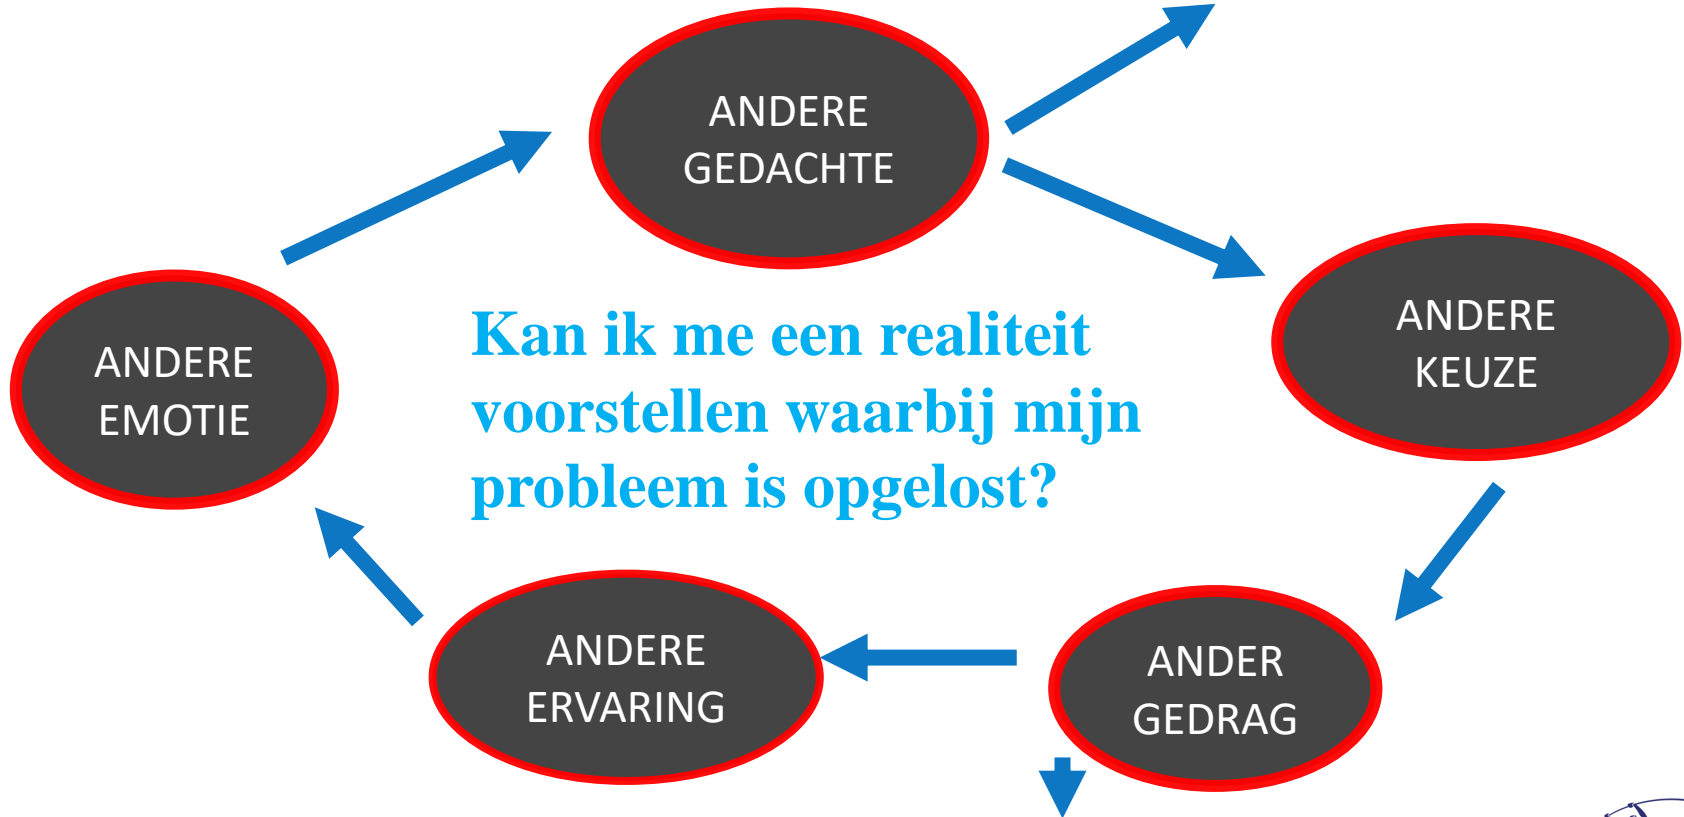 ANDERE
GEDACHTE
ANDERE
KEUZE
ANDERE
EMOTIE
Kan ik me een realiteit
voorstellen waarbij mijn
probleem is opgelost?
ANDERE
ERVARING
ANDER
GEDRAG